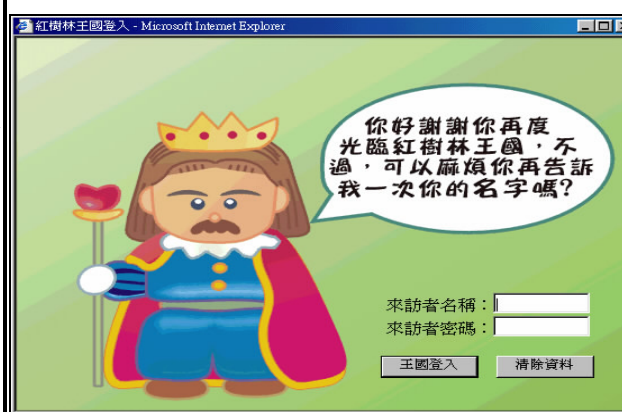 紅樹林王國登入 - Microsoft Internet Explorer
你好謝謝你再度
光臨紅樹林王國，不
過，可以麻煩你再告訴
我一次你的名字嗎?
來訪者名稱：
來訪者密碼：
王國登入 清除資料